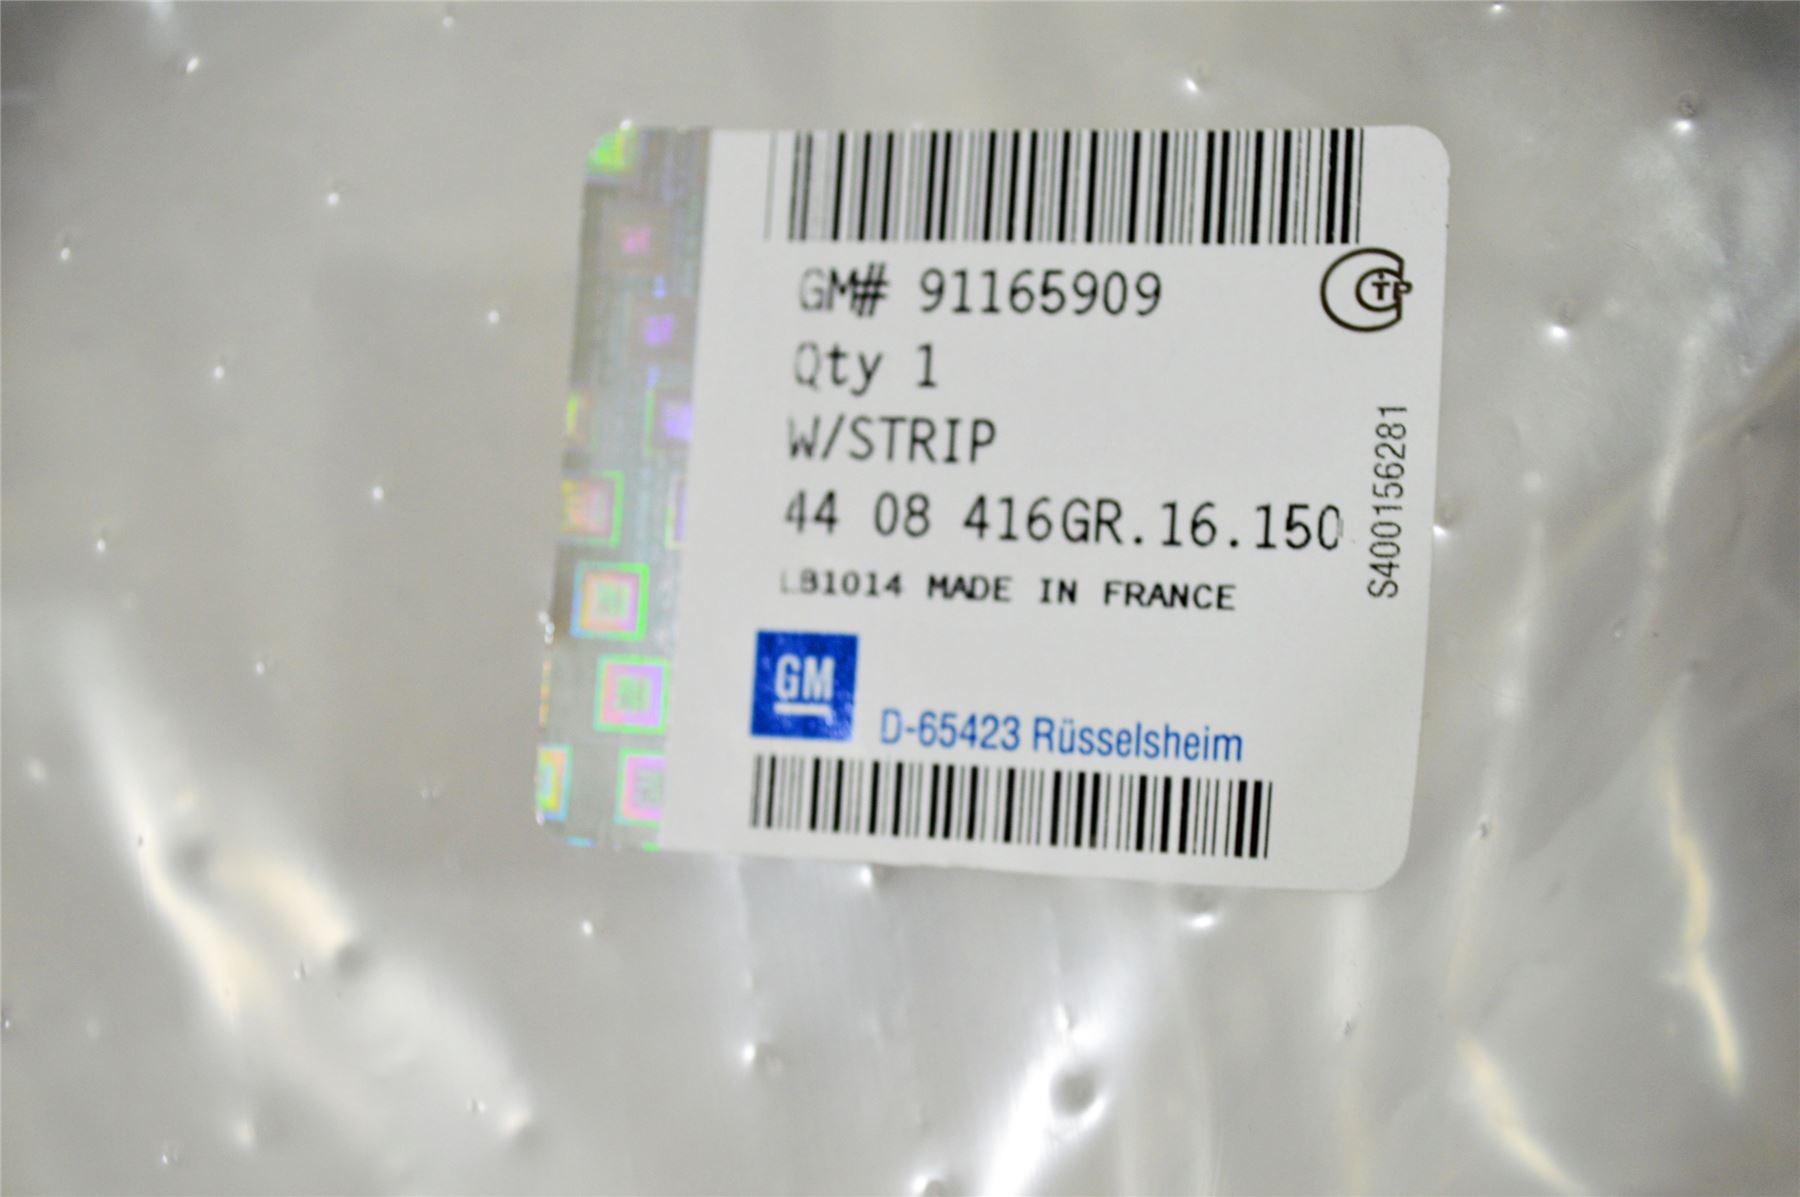 GM# 91165909
Qty 1
W/STRIP
44 08 416GR.16.150
LB1014 MADE IN FRANCE
GM
D-65423 Rüsselsheim
S400156281